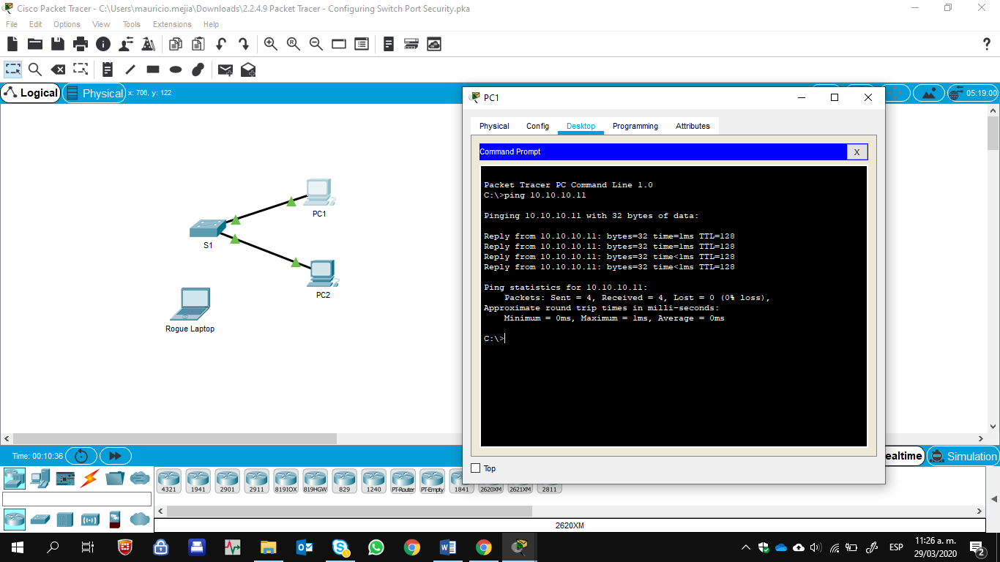 Cisco Packet Tracer - C:\Users\mauricio.mejia\Downloads\2.2.4.9 Packet Tracer - Configuring Switch Port Security.pka
File Edit Options View Tools Extensions Help
Logical Physical x: 706, y: 122
05:19:00
PC1
Physical Config Desktop Programming Attributes
Command Prompt X
Packet Tracer PC Command Line 1.0
C:\>ping 10.10.10.11
Pinging 10.10.10.11 with 32 bytes of data:
Reply from 10.10.10.11: bytes=32 time=1ms TTL=128
Reply from 10.10.10.11: bytes=32 time=1ms TTL=128
Reply from 10.10.10.11: bytes=32 time<1ms TTL=128
Reply from 10.10.10.11: bytes=32 time<1ms TTL=128
Ping statistics for 10.10.10.11:
Packets: Sent = 4, Received = 4, Lost = 0 (0% loss),
Approximate round trip times in milli-seconds:
Minimum = 0ms, Maximum = 1ms, Average = 0ms
C:\>
Top
PC1
S1
PC2
Rogue Laptop
Time: 00:10:36
ealtime Simulation
4321 1941 2901 2911 819IOX 819HGW 829 1240 PT-Router PT-Empty 1841 2620XM 2621XM 2811
2620XM
ESP
11:26 a. m.
29/03/2020
2